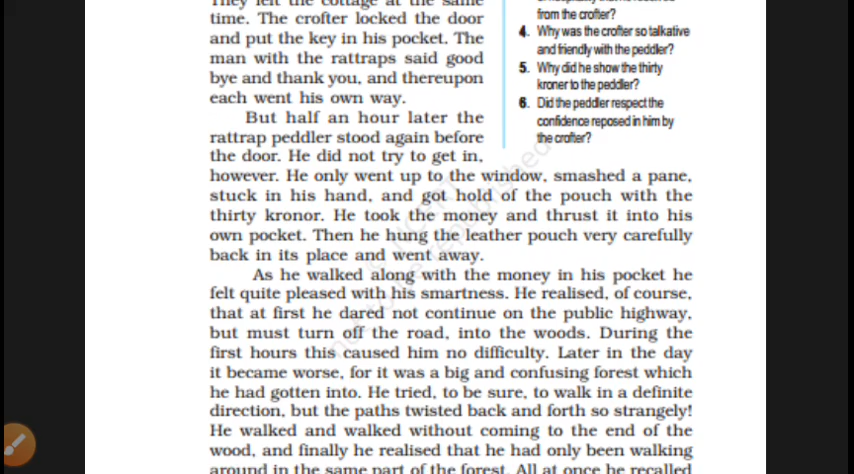 They left the cottage at the same
time. The crofter locked the door
and put the key in his pocket. The
man with the rattraps said good
bye and thank you, and thereupon
each went his own way.
But half an hour later the
rattrap peddler stood again before
the door. He did not try to get in,
however. He only went up to the window, smashed a pane,
stuck in his hand, and got hold of the pouch with the
thirty kronor. He took the money and thrust it into his
own pocket. Then he hung the leather pouch very carefully
back in its place and went away.
As he walked along with the money in his pocket he
felt quite pleased with his smartness. He realised, of course,
that at first he dared not continue on the public highway,
but must turn off the road, into the woods. During the
first hours this caused him no difficulty. Later in the day
it became worse, for it was a big and confusing forest which
he had gotten into. He tried, to be sure, to walk in a definite
direction, but the paths twisted back and forth so strangely!
He walked and walked without coming to the end of the
wood, and finally he realised that he had only been walking
around in the same part of the forest. All at once he recalled
from the crofter?
4. Why was the crofter so talkative
and friendly with the peddler?
5. Why did he show the thirty
kroner to the peddler?
6. Did the peddler respect the
confidence reposed in him by
the crofter?
not to be republished